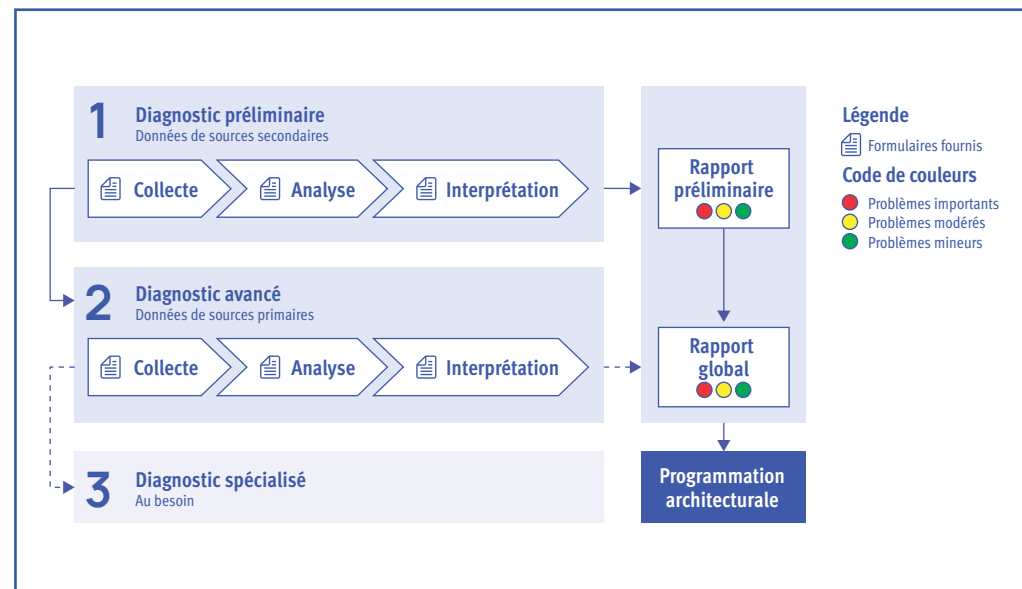 1
Diagnostic préliminaire
Données de sources secondaires
Collecte
Analyse
Interprétation
Rapport
préliminaire
2
Diagnostic avancé
Données de sources primaires
Collecte
Analyse
Interprétation
Rapport
global
3
Diagnostic spécialisé
Au besoin
Programmation
architecturale
Légende
Formulaires fournis
Code de couleurs
Problèmes importants
Problèmes modérés
Problèmes mineurs